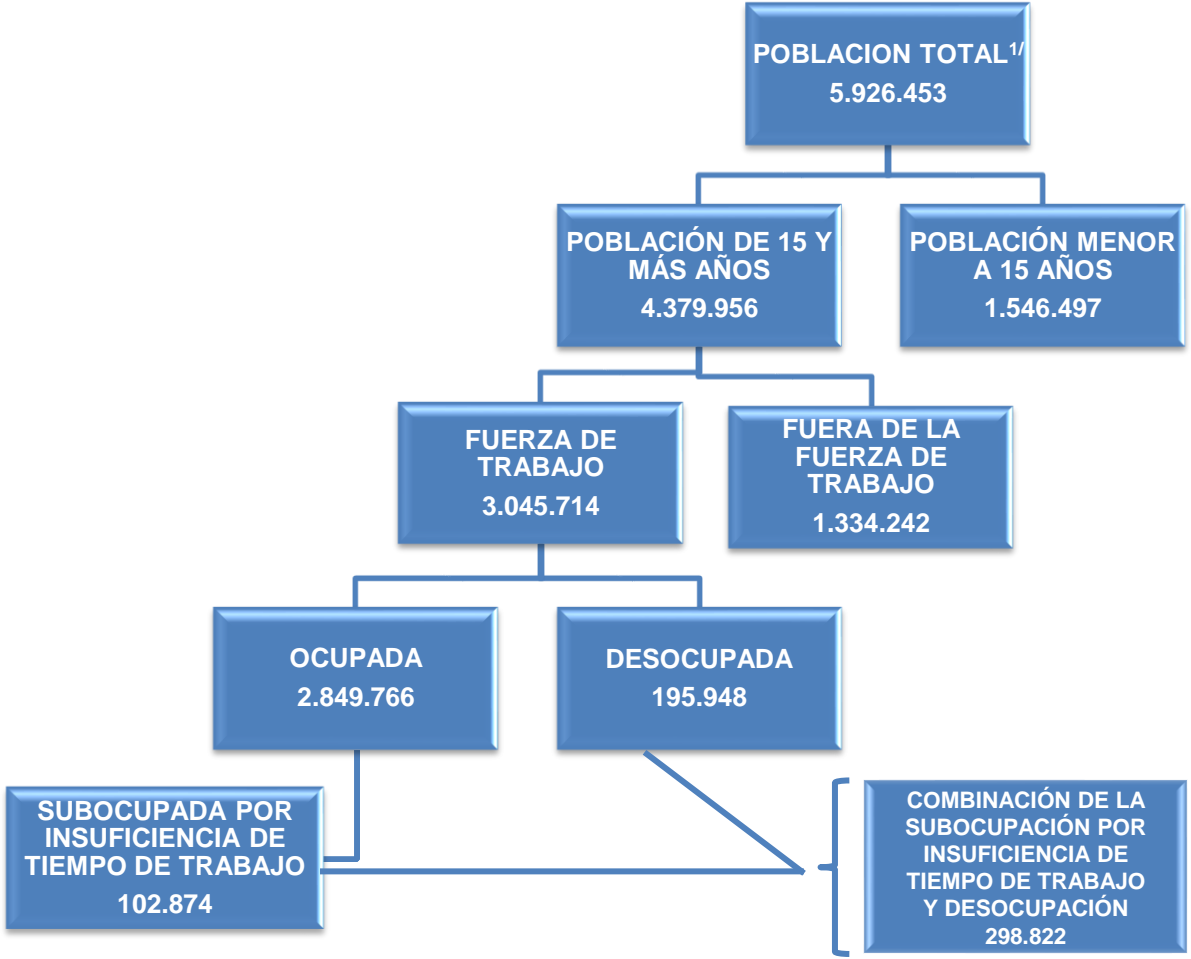 POBLACION TOTAL1/
5.926.453
POBLACIÓN DE 15 Y
MÁS AÑOS
4.379.956
POBLACIÓN MENOR
A 15 AÑOS
1.546.497
FUERZA DE
TRABAJO
3.045.714
FUERA DE LA
FUERZA DE
TRABAJO
1.334.242
OCUPADA
2.849.766
DESOCUPADA
195.948
SUBOCUPADA POR
INSUFICIENCIA DE
TIEMPO DE TRABAJO
102.874
COMBINACIÓN DE LA
SUBOCUPACIÓN POR
INSUFICIENCIA DE
TIEMPO DE TRABAJO
Y DESOCUPACIÓN
298.822